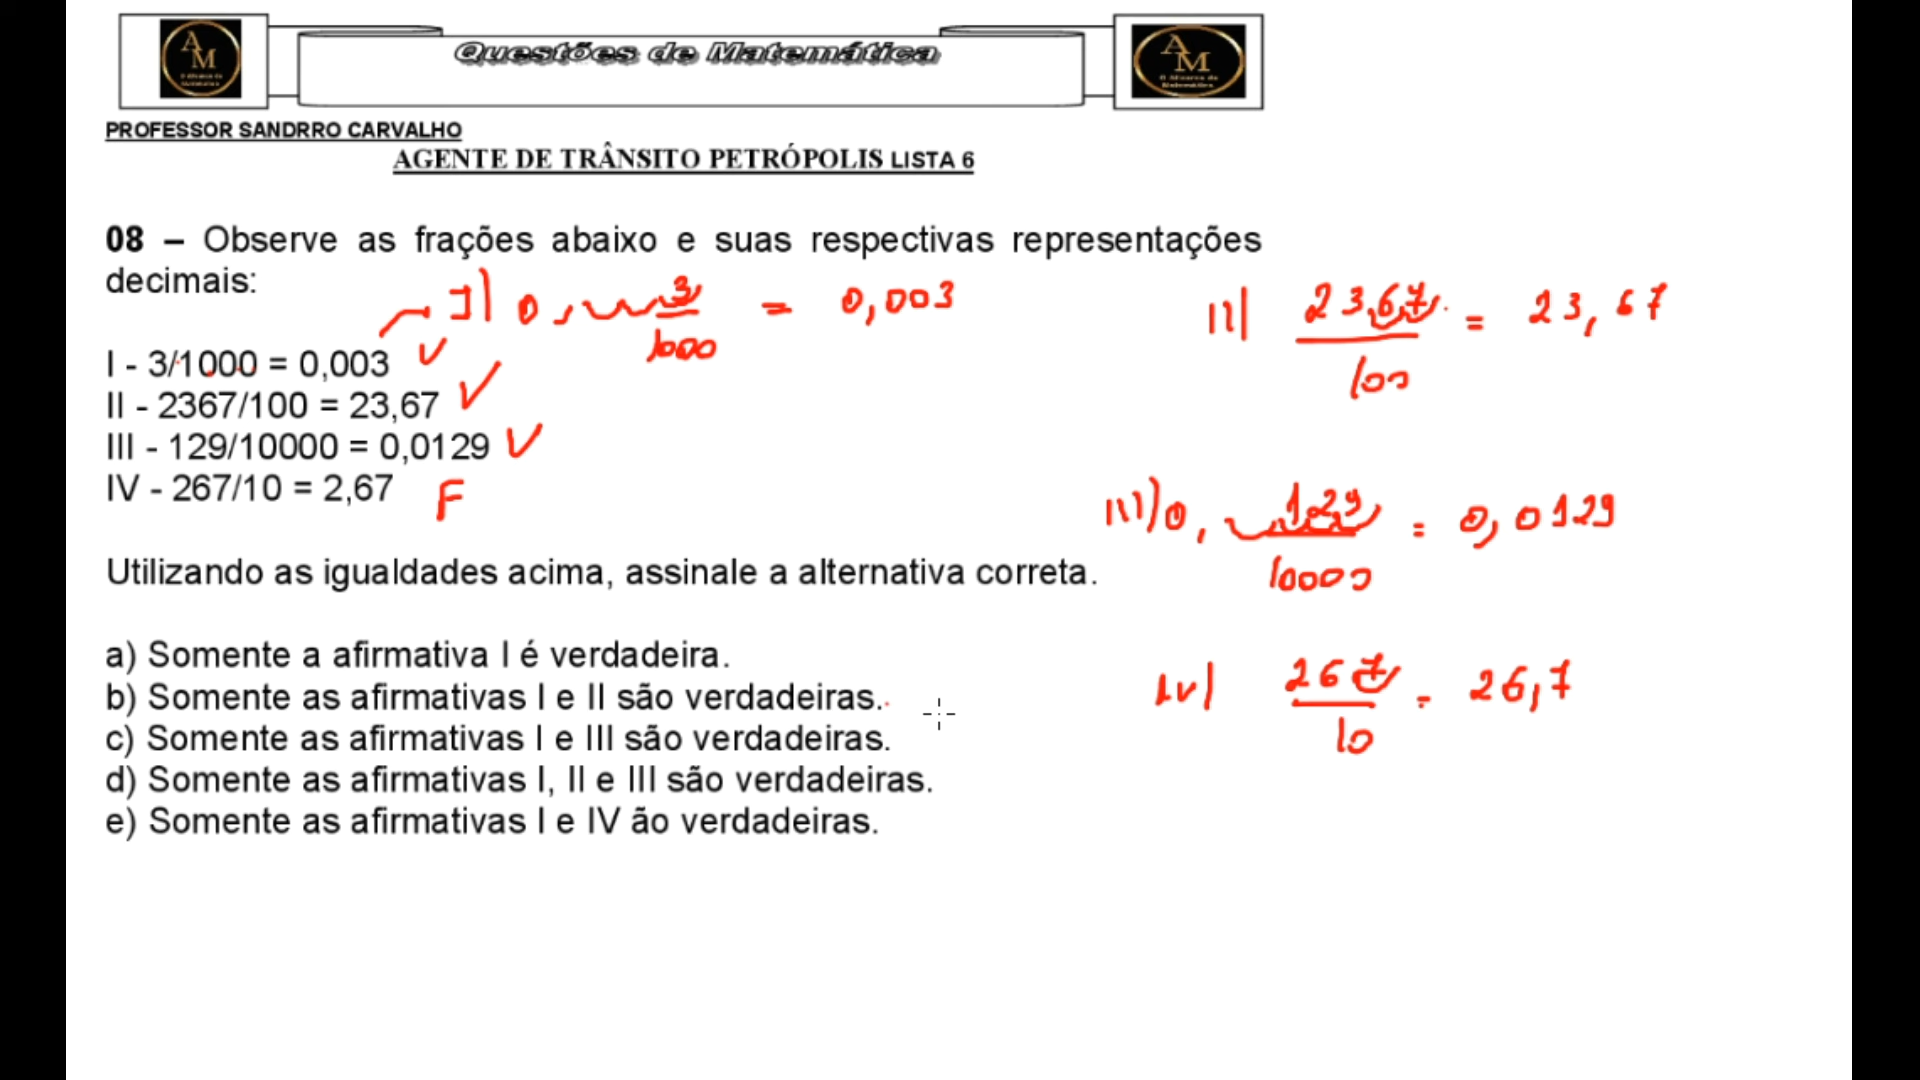 A
M
Questões de Matemática
A
M
PROFESSOR SANDRRO CARVALHO
AGENTE DE TRÂNSITO PETRÓPOLIS LISTA 6
08 – Observe as frações abaixo e suas respectivas representações
decimais:
I) 0, 3/1000 = 0,003
II) 2367/100 = 23,67
I - 3/1000 = 0,003 V
II - 2367/100 = 23,67 V
III - 129/10000 = 0,0129 V
IV - 267/10 = 2,67 F
III) 0, 129/10000 = 0,0129
Utilizando as igualdades acima, assinale a alternativa correta.
IV) 267/10 = 26,7
a) Somente a afirmativa I é verdadeira.
b) Somente as afirmativas I e II são verdadeiras.
c) Somente as afirmativas I e III são verdadeiras.
d) Somente as afirmativas I, II e III são verdadeiras.
e) Somente as afirmativas I e IV ão verdadeiras.